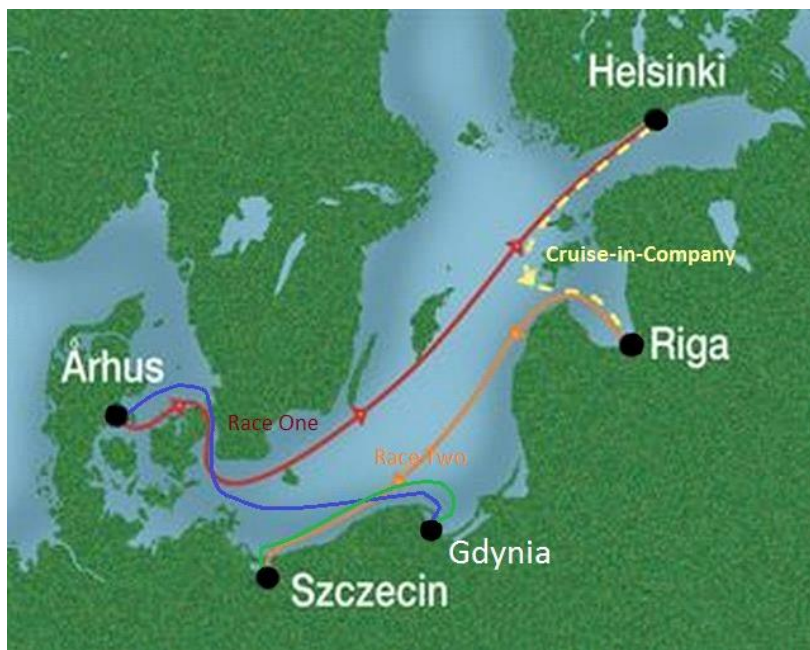 Helsinki
Cruise-in-Company
Riga
Århus
Race One
Race Two
Gdynia
Szczecin